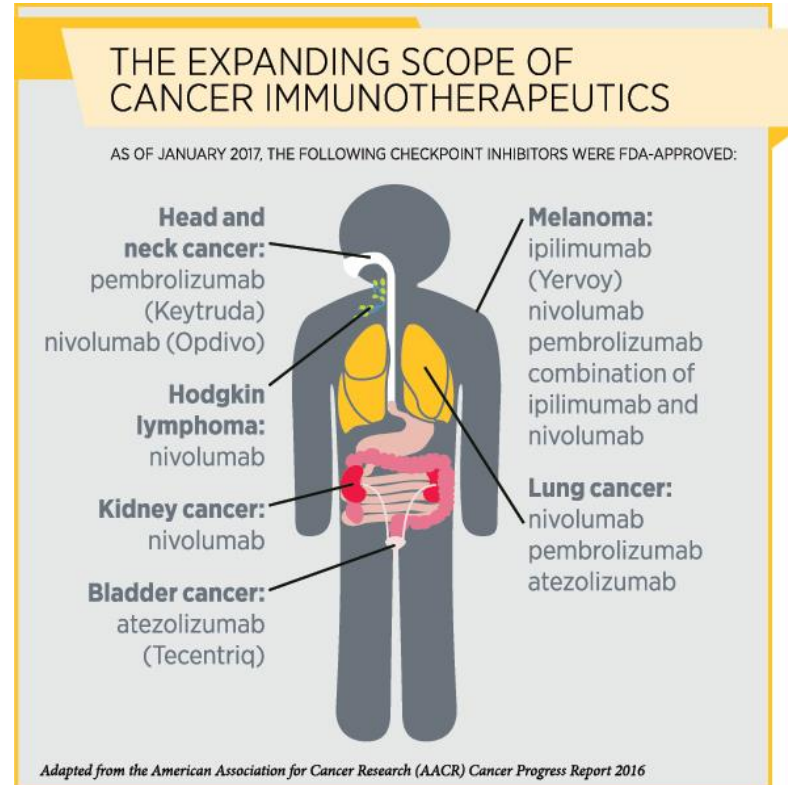 THE EXPANDING SCOPE OF
CANCER IMMUNOTHERAPEUTICS
AS OF JANUARY 2017, THE FOLLOWING CHECKPOINT INHIBITORS WERE FDA-APPROVED:
Head and
neck cancer:
pembrolizumab
(Keytruda)
nivolumab (Opdivo)
Hodgkin
lymphoma:
nivolumab
Kidney cancer:
nivolumab
Bladder cancer:
atezolizumab
(Tecentriq)
Melanoma:
ipilimumab
(Yervoy)
nivolumab
pembrolizumab
combination of
ipilimumab and
nivolumab
Lung cancer:
nivolumab
pembrolizumab
atezolizumab
Adapted from the American Association for Cancer Research (AACR) Cancer Progress Report 2016